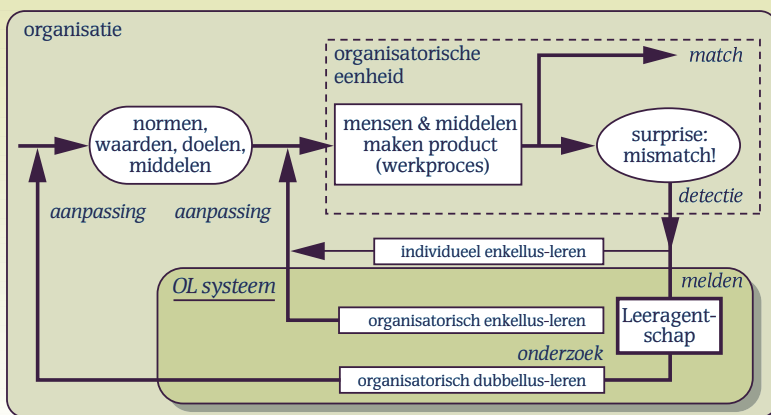 organisatie
organisatorische
eenheid
match
normen,
waarden, doelen,
middelen
mensen & middelen
maken product
(werkproces)
surprise:
mismatch!
detectie
aanpassing
aanpassing
individueel enkellus-leren
OL systeem
melden
organisatorisch enkellus-leren
Leeragent-
schap
onderzoek
organisatorisch dubbellus-leren